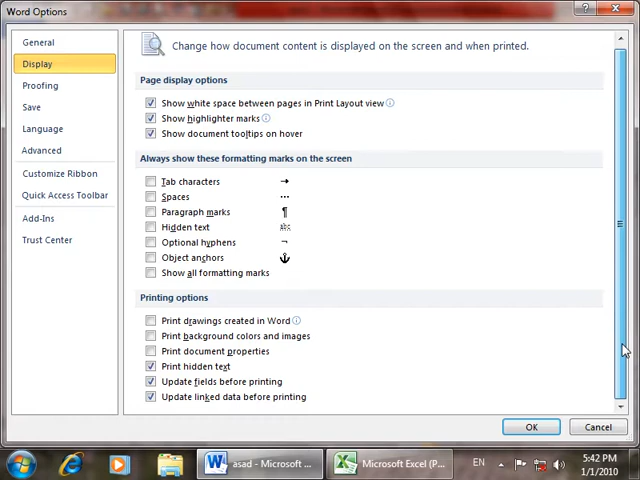 Word Options
General
Display
Proofing
Save
Language
Advanced
Customize Ribbon
Quick Access Toolbar
Add-Ins
Trust Center
Change how document content is displayed on the screen and when printed.
Page display options
Show white space between pages in Print Layout view
Show highlighter marks
Show document tooltips on hover
Always show these formatting marks on the screen
Tab characters →
Spaces ···
Paragraph marks ¶
Hidden text abc
Optional hyphens ¬
Object anchors
Show all formatting marks
Printing options
Print drawings created in Word
Print background colors and images
Print document properties
Print hidden text
Update fields before printing
Update linked data before printing
OK Cancel
asad - Microsoft ... Microsoft Excel (P... EN 5:42 PM
1/1/2010